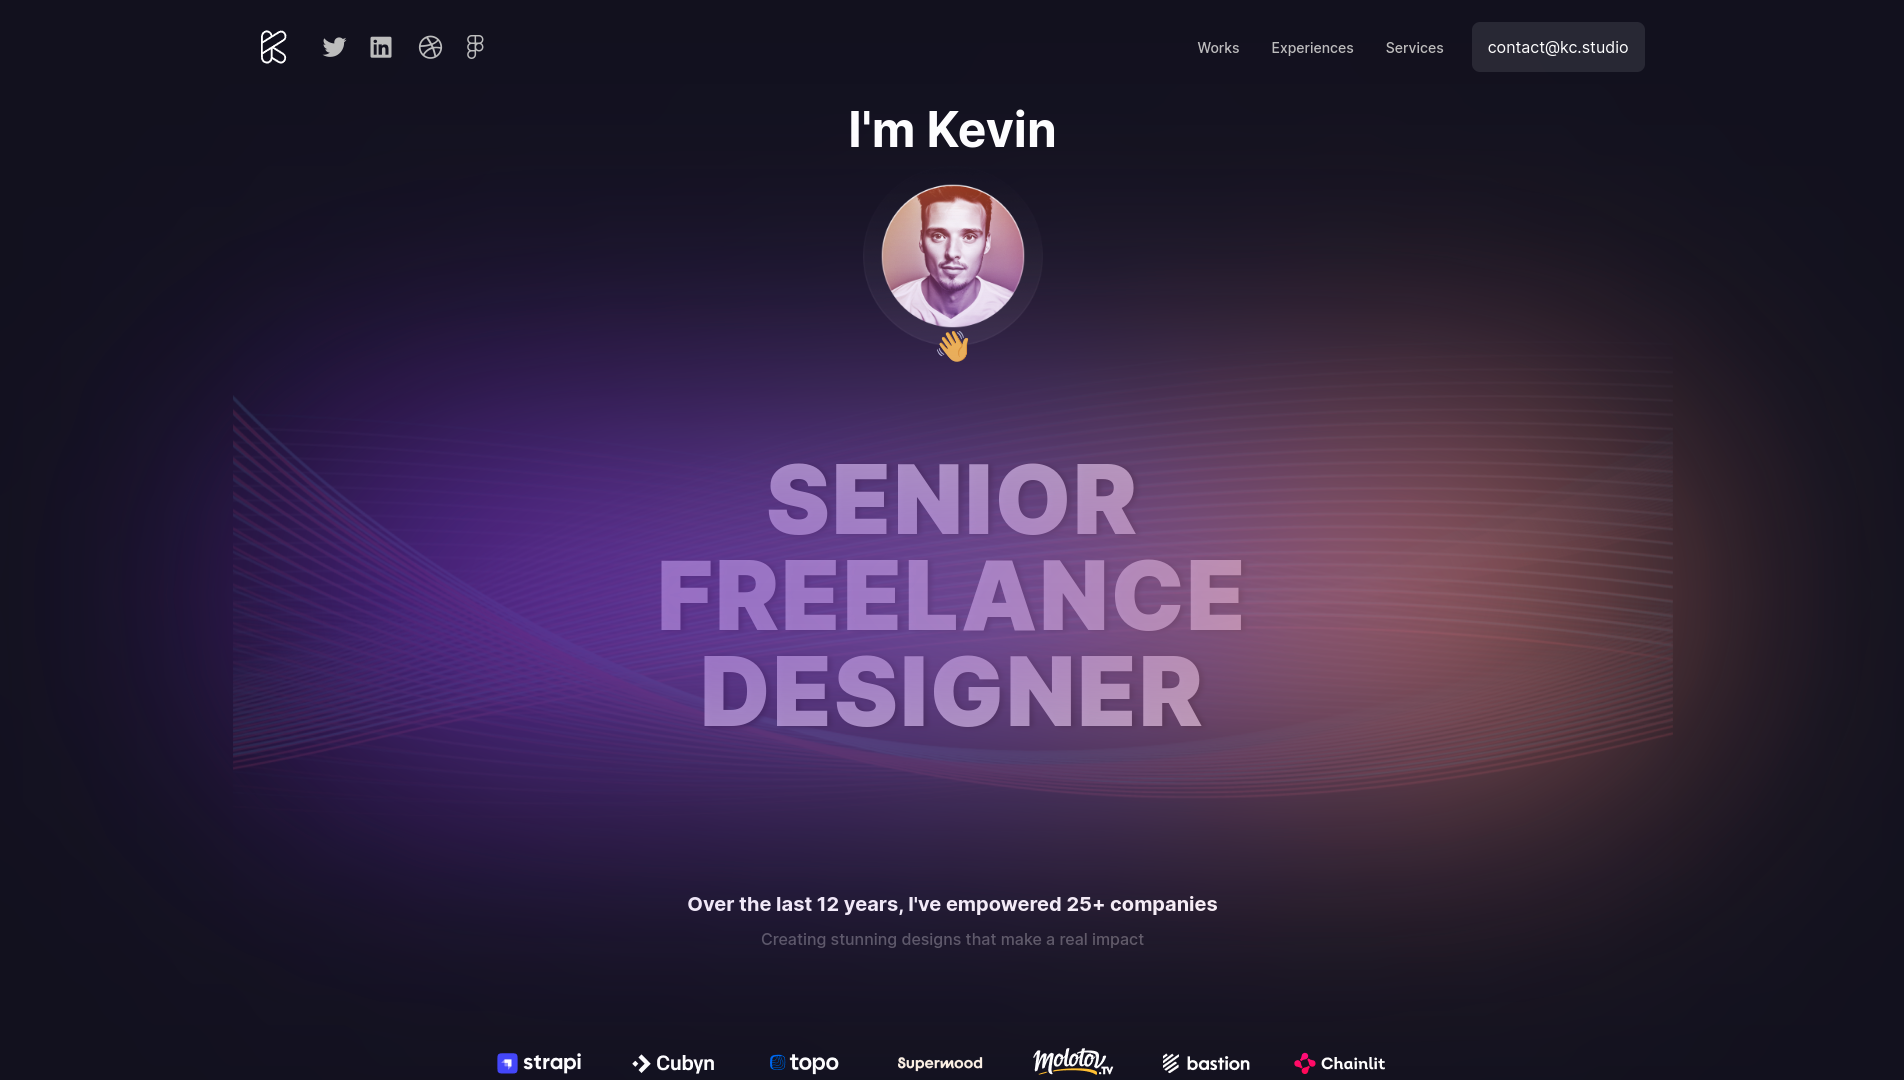 Works Experiences Services contact@kc.studio
I'm Kevin
SENIOR
FREELANCE
DESIGNER
Over the last 12 years, I've empowered 25+ companies
Creating stunning designs that make a real impact
strapi Cubyn topo Supermood Molotov.TV bastion Chainlit